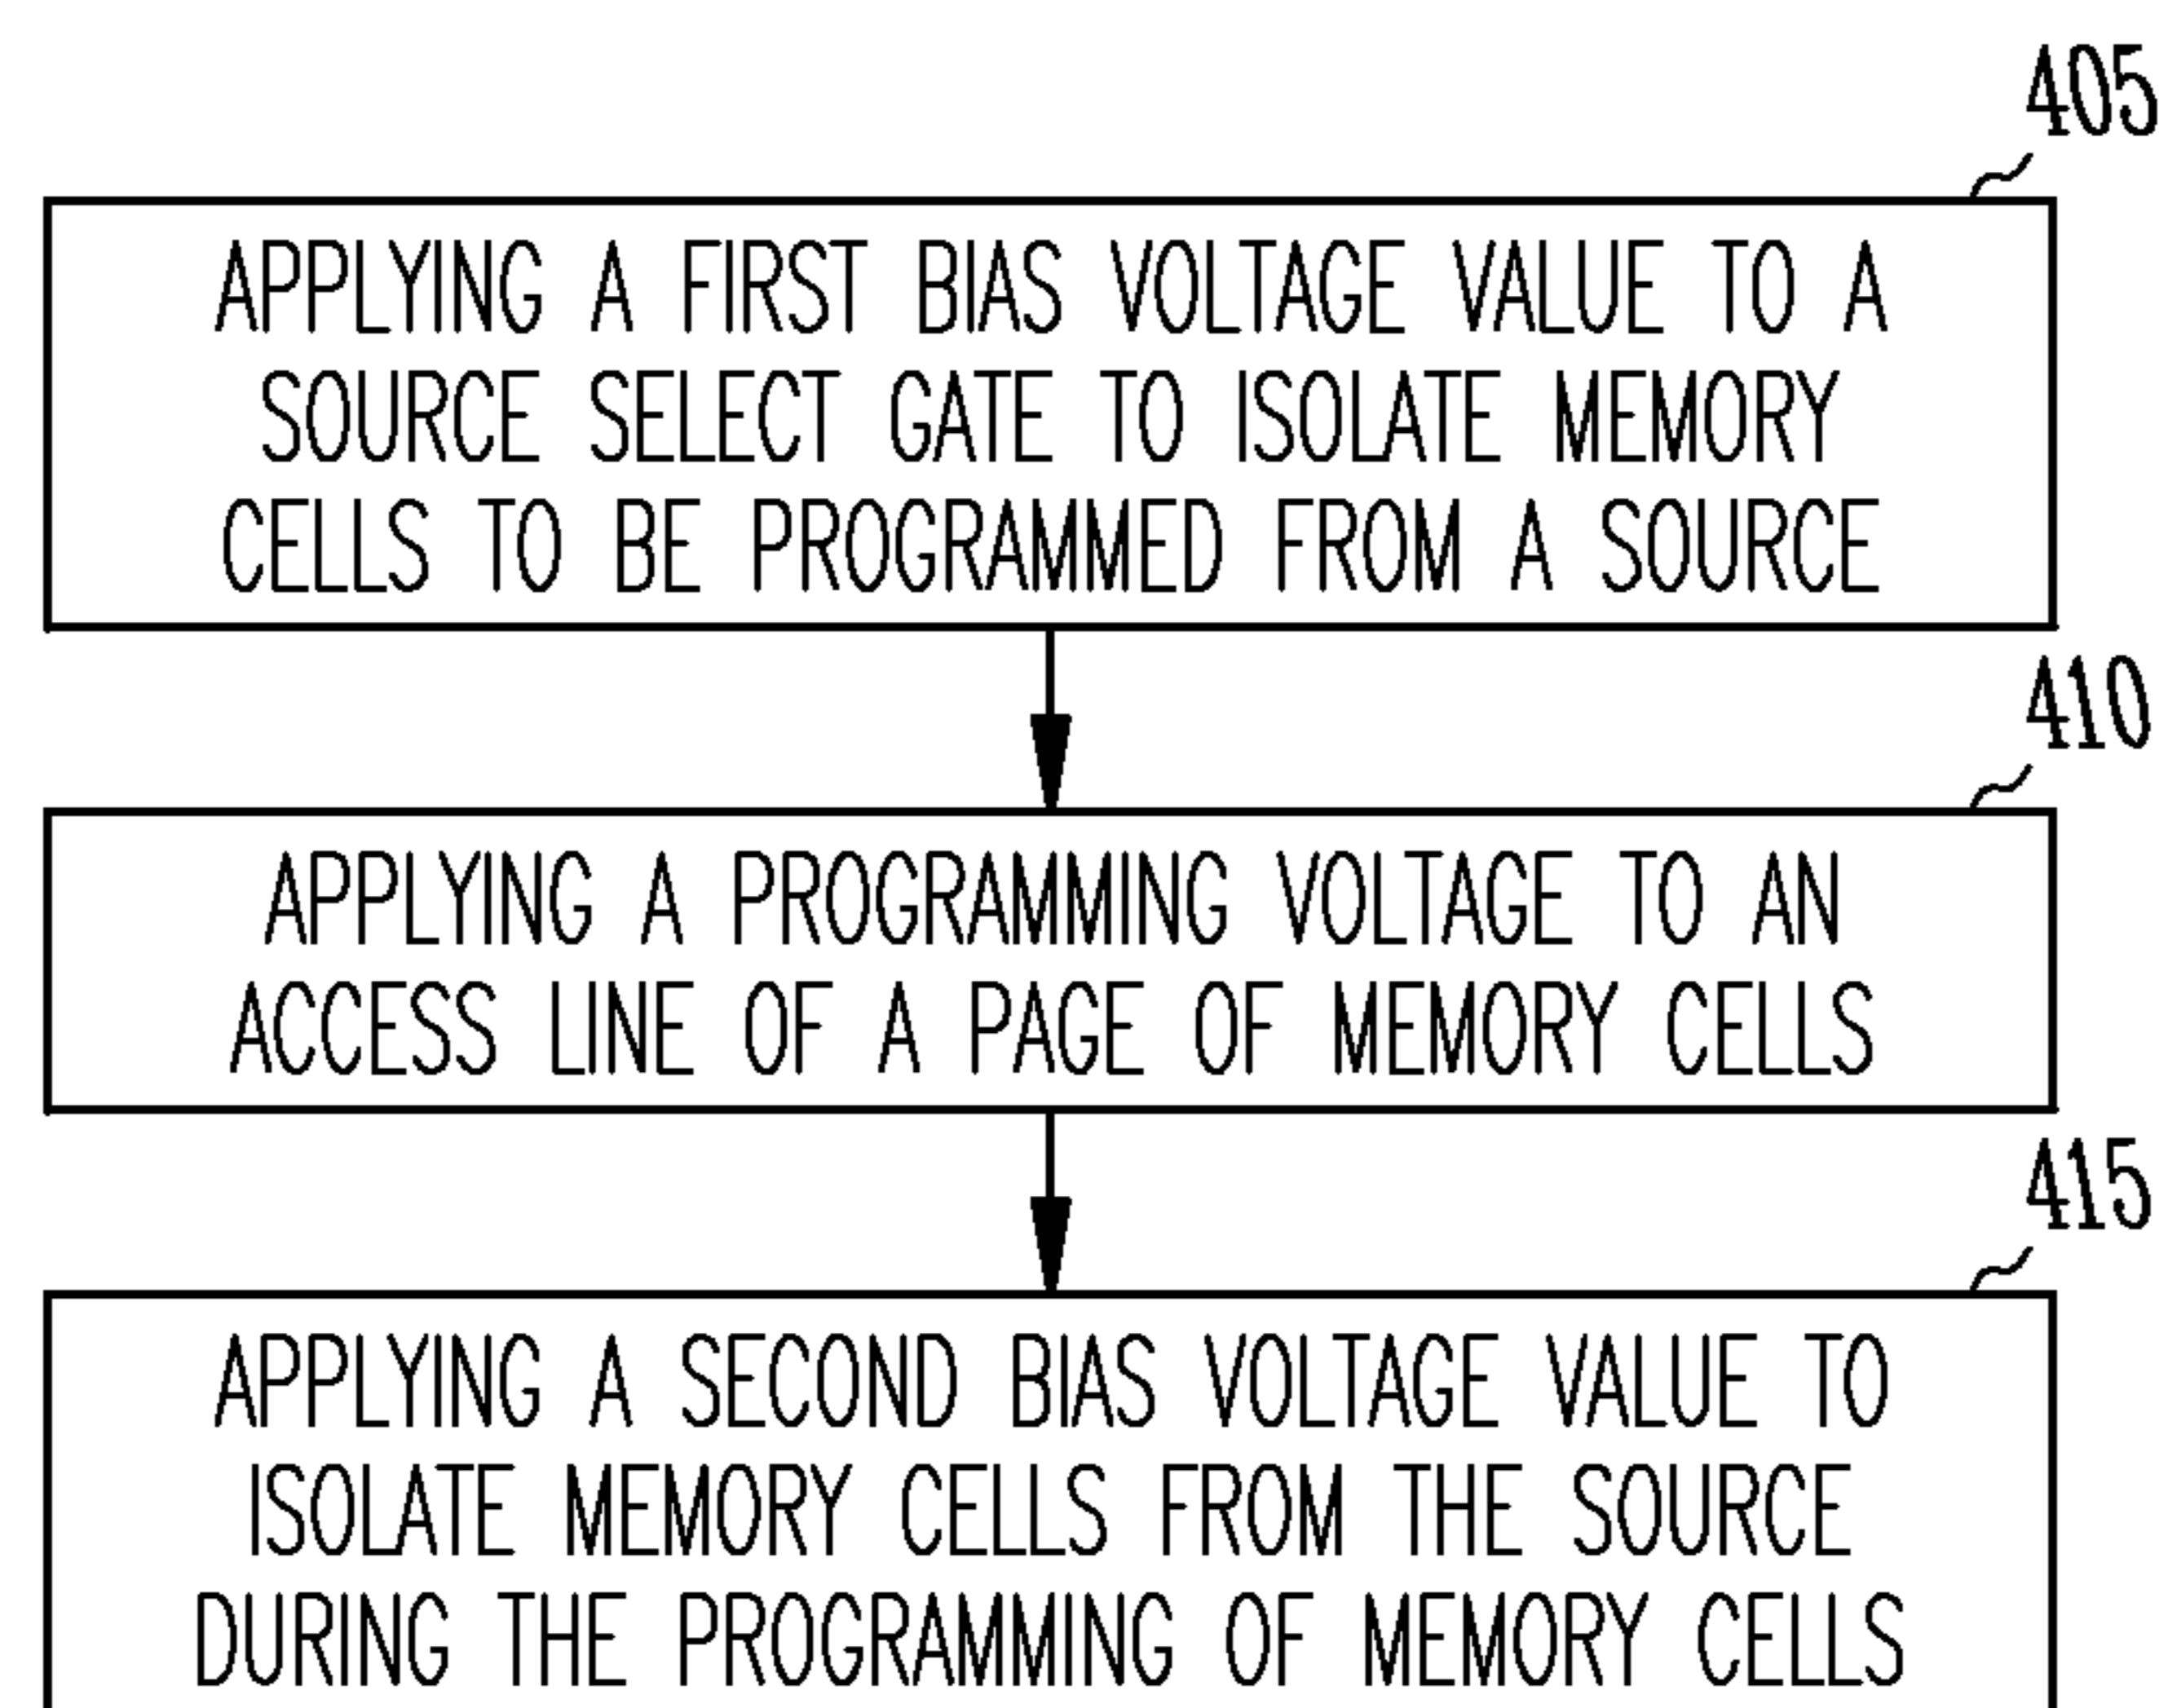 405
APPLYING A FIRST BIAS VOLTAGE VALUE TO A
SOURCE SELECT GATE TO ISOLATE MEMORY
CELLS TO BE PROGRAMMED FROM A SOURCE
410
APPLYING A PROGRAMMING VOLTAGE TO AN
ACCESS LINE OF A PAGE OF MEMORY CELLS
415
APPLYING A SECOND BIAS VOLTAGE VALUE TO
ISOLATE MEMORY CELLS FROM THE SOURCE
DURING THE PROGRAMMING OF MEMORY CELLS